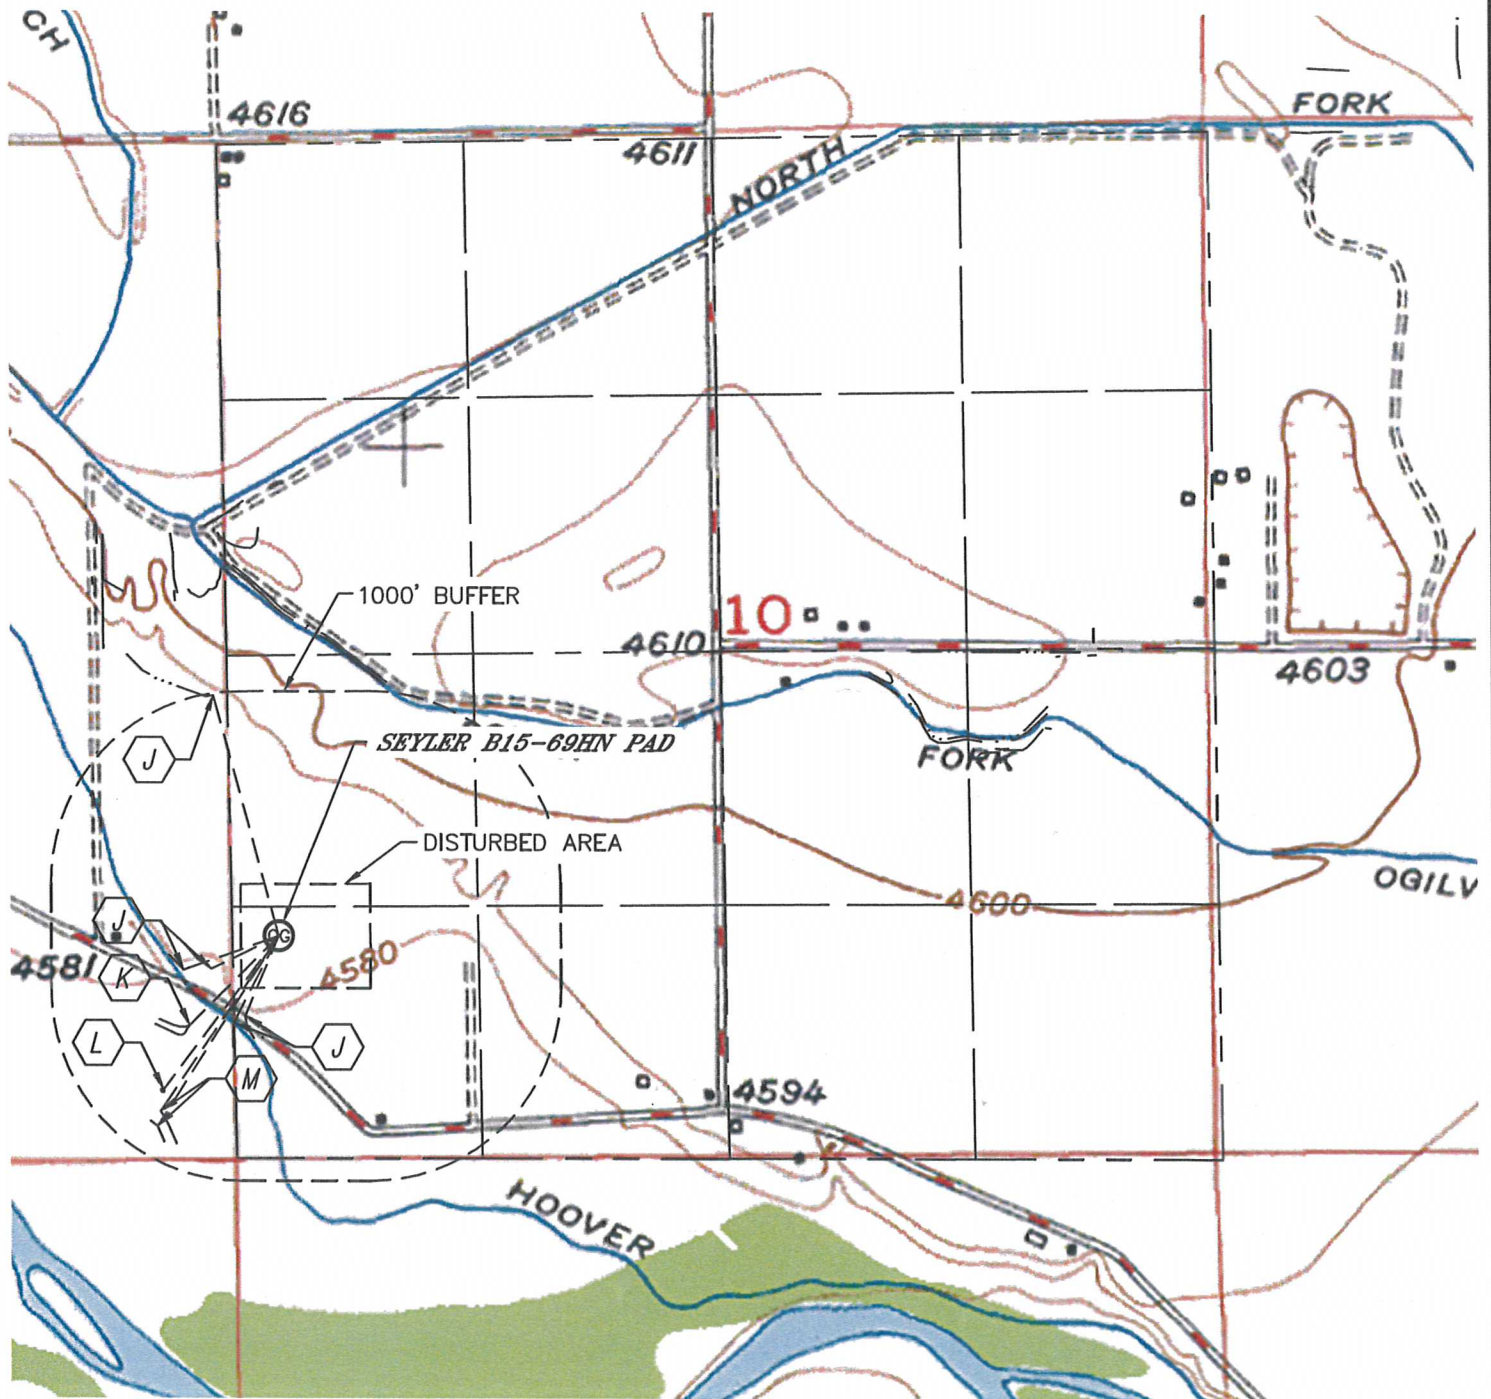 CH
FORK
4616
4611
NORTH
1000' BUFFER
4610
10
4603
SEYLER B15-69HN PAD
J
FORK
DISTURBED AREA
OGILV
4600
J
4581
4580
K
L
J
M
4594
HOOVER